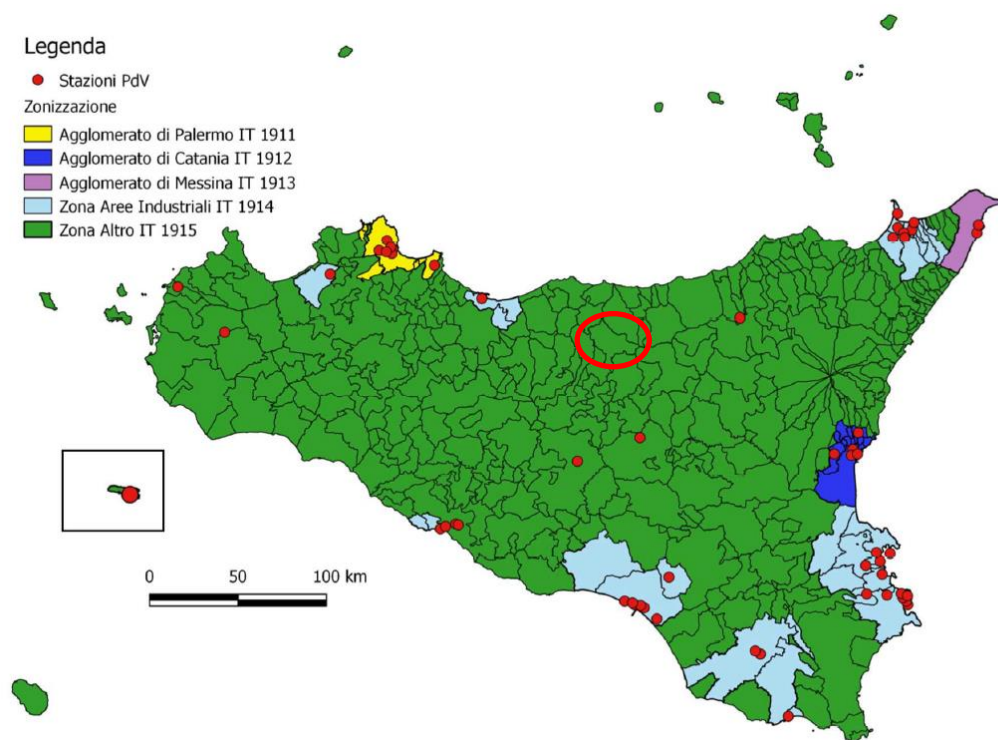 Legenda
Stazioni PdV
Zonizzazione
Agglomerato di Palermo IT 1911
Agglomerato di Catania IT 1912
Agglomerato di Messina IT 1913
Zona Aree Industriali IT 1914
Zona Altro IT 1915
0 50 100 km